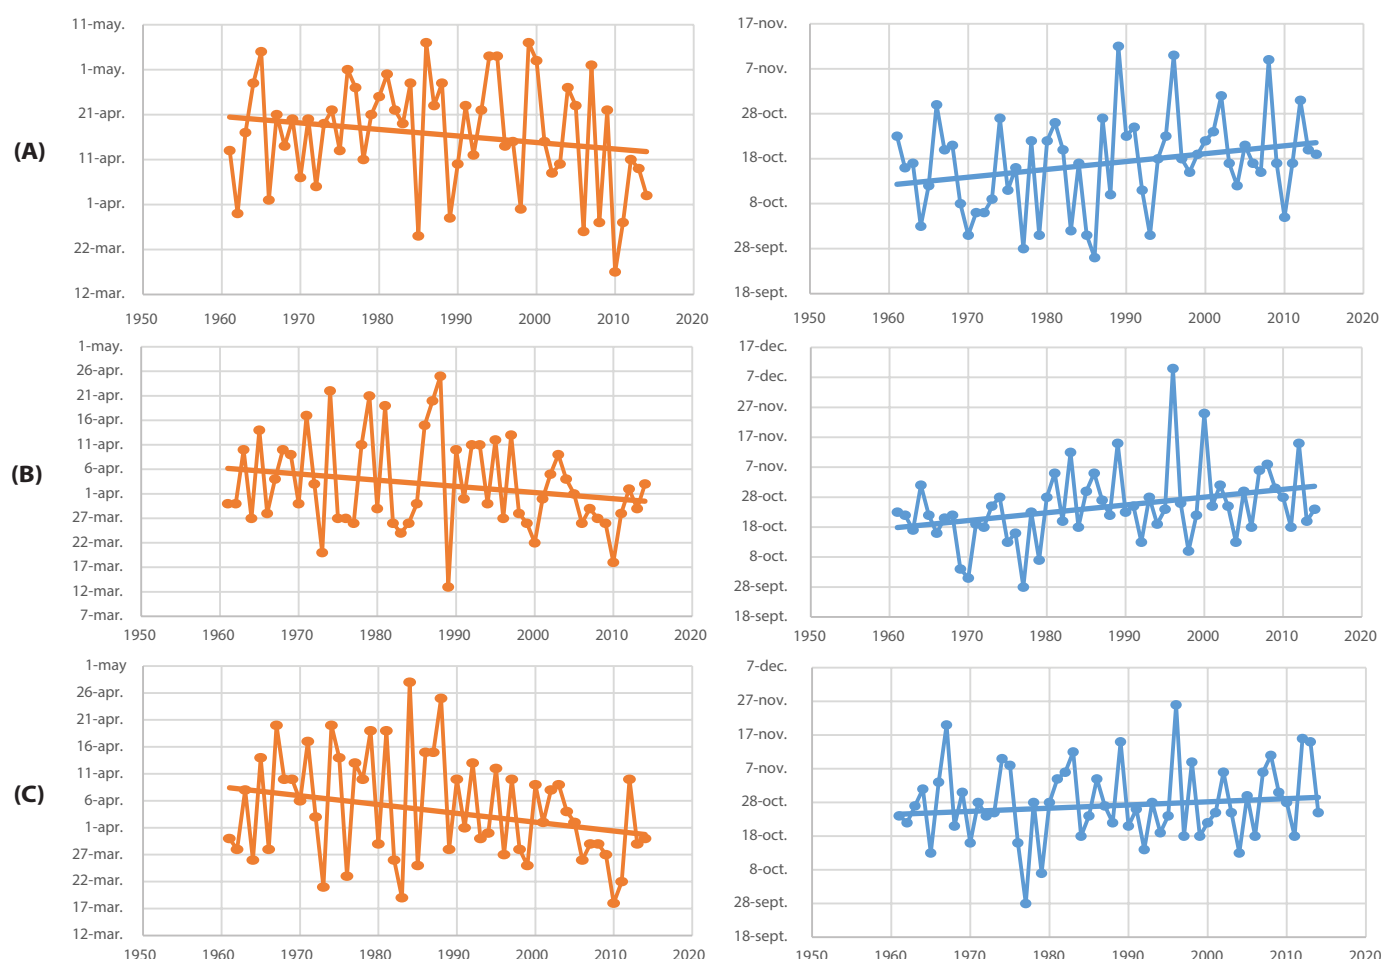 11-may.
1-may.
21-apr.
(A)
11-apr.
1-apr.
22-mar.
12-mar.
1950 1960 1970 1980 1990 2000 2010 2020
17-nov.
7-nov.
28-oct.
18-oct.
8-oct.
28-sept.
18-sept.
1950 1960 1970 1980 1990 2000 2010 2020
1-may.
26-apr.
21-apr.
16-apr.
11-apr.
(B)
6-apr.
1-apr.
27-mar.
22-mar.
17-mar.
12-mar.
7-mar.
1950 1960 1970 1980 1990 2000 2010 2020
17-dec.
7-dec.
27-nov.
17-nov.
7-nov.
28-oct.
18-oct.
8-oct.
28-sept.
18-sept.
1950 1960 1970 1980 1990 2000 2010 2020
1-may
26-apr.
21-apr.
16-apr.
11-apr.
(C)
6-apr.
1-apr.
27-mar.
22-mar.
17-mar.
12-mar.
1950 1960 1970 1980 1990 2000 2010 2020
7-dec.
27-nov.
17-nov.
7-nov.
28-oct.
18-oct.
8-oct.
28-sept.
18-sept.
1950 1960 1970 1980 1990 2000 2010 2020